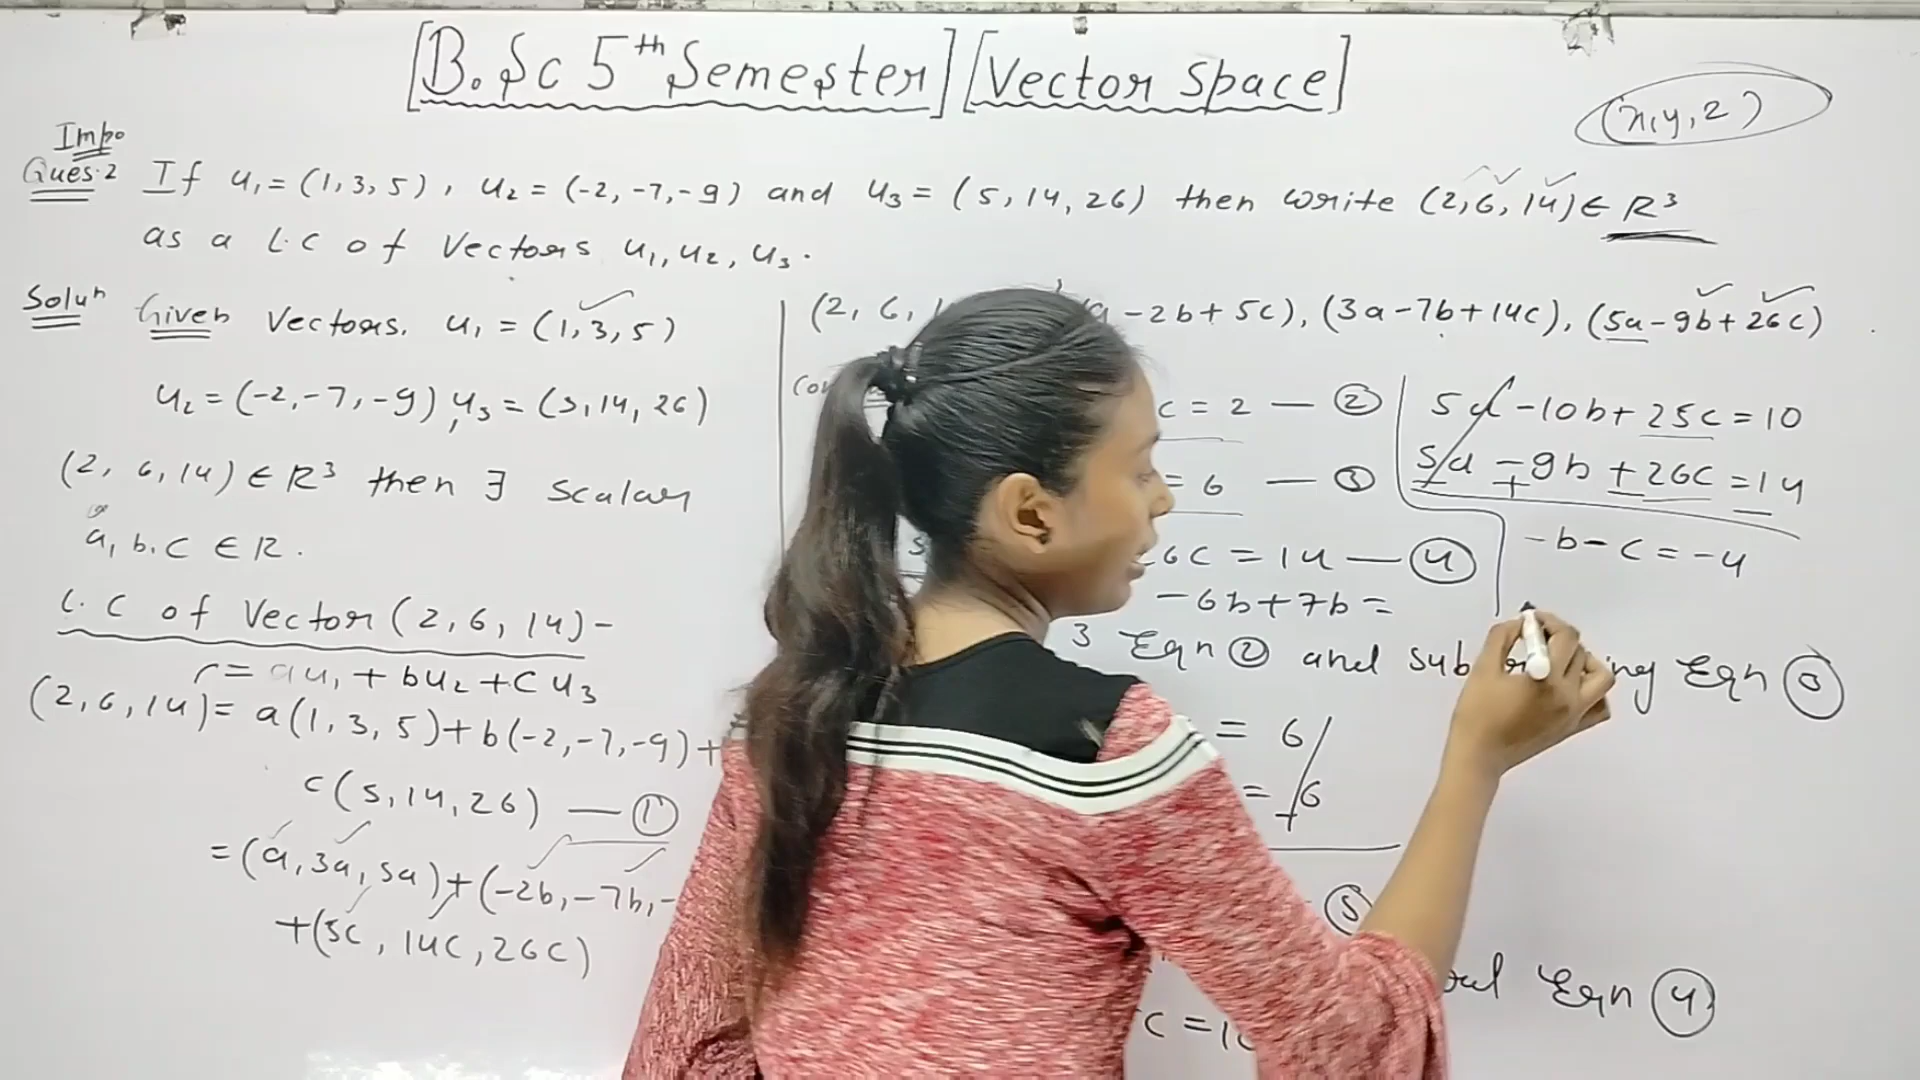 [B.Sc 5th Semester] [Vector Space]
(x,y,z)
Impo
Ques.2 If u₁=(1,3,5), u₂=(-2,-7,-9) and u₃=(5,14,26) then write (2,6,14)∈ R³
as a L.C of Vectors u₁,u₂,u₃.
Soluⁿ Given Vectors. u₁=(1,3,5)
u₂=(-2,-7,-9), u₃=(5,14,26)
(2, 6,14)∈R³ then ∃ Scalars
a,b,c ∈R.
L.C of Vector (2,6,14)-
r=au₁+bu₂+cu₃
(2,6,14)= a(1,3,5)+b(-2,-7,-9)+
c(5,14,26) — ①
=(a,3a,5a)+(-2b,-7b,-
+(5c,14c,26c)
(2, 6, -2b+5c), (3a-7b+14c), (5a-9b+26c)
c=2 — ②
=6 — ③
6c=14 — ④
-6b+7b=
3 Eqn ② and Eqn ③
= 6
= 6
⑤
Eqn ④
c=10
5a-10b+25c=10
5a-9b+26c=14
- + - -
-b-c=-4